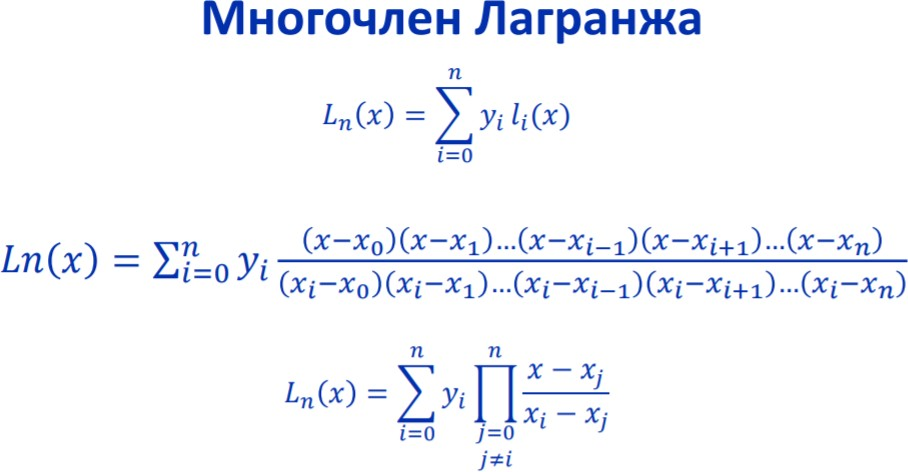 Многочлен Лагранжа
$L_n(x) = \sum_{i=0}^{n} y_i \, l_i(x)$
$Ln(x) = \sum_{i=0}^{n} y_i \frac{(x-x_0)(x-x_1)...(x-x_{i-1})(x-x_{i+1})...(x-x_n)}{(x_i-x_0)(x_i-x_1)...(x_i-x_{i-1})(x_i-x_{i+1})...(x_i-x_n)}$
$L_n(x) = \sum_{i=0}^{n} y_i \prod_{\substack{j=0 \\ j \neq i}}^{n} \frac{x - x_j}{x_i - x_j}$